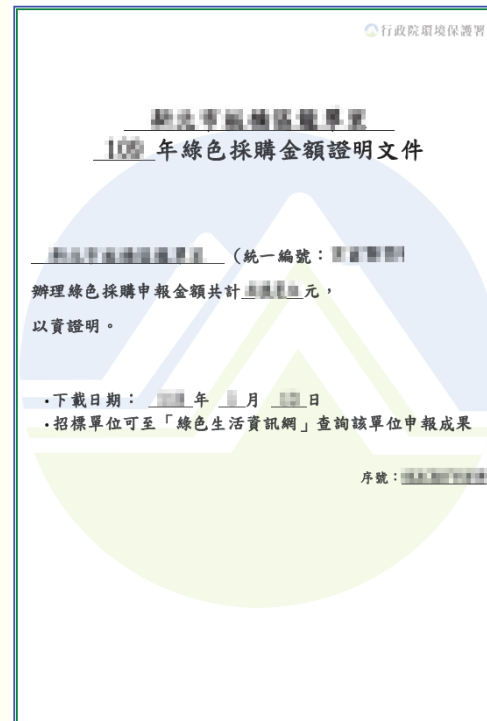 行政院環境保護署
年綠色採購金額證明文件
（統一編號：
辦理綠色採購申報金額共計 元，
以資證明。
•下載日期： 年 月 日
•招標單位可至「綠色生活資訊網」查詢該單位申報成果
序號：